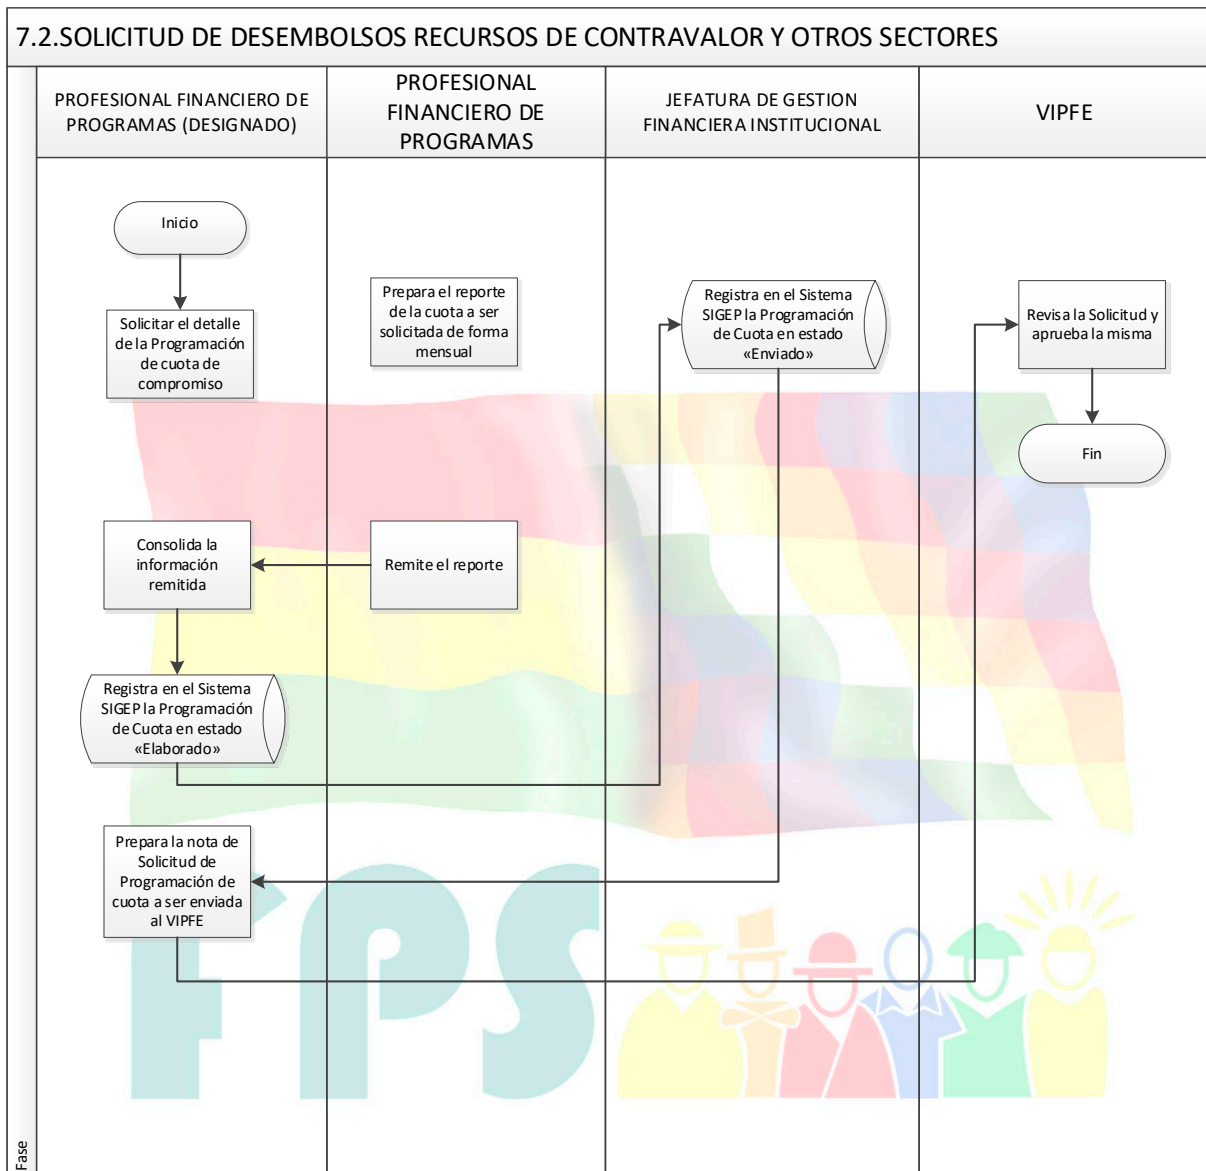 7.2.SOLICITUD DE DESEMBOLSOS RECURSOS DE CONTRAVALOR Y OTROS SECTORES
PROFESIONAL FINANCIERO DE
PROGRAMAS (DESIGNADO)
PROFESIONAL
FINANCIERO DE
PROGRAMAS
JEFATURA DE GESTION
FINANCIERA INSTITUCIONAL
VIPFE
Inicio
Solicitar el detalle
de la Programación
de cuota de
compromiso
Prepara el reporte
de la cuota a ser
solicitada de forma
mensual
Registra en el Sistema
SIGEP la Programación
de Cuota en estado
«Enviado»
Revisa la Solicitud y
aprueba la misma
Fin
Consolida la
información
remitida
Remite el reporte
Registra en el Sistema
SIGEP la Programación
de Cuota en estado
«Elaborado»
Prepara la nota de
Solicitud de
Programación de
cuota a ser enviada
al VIPFE
FPS
Fase